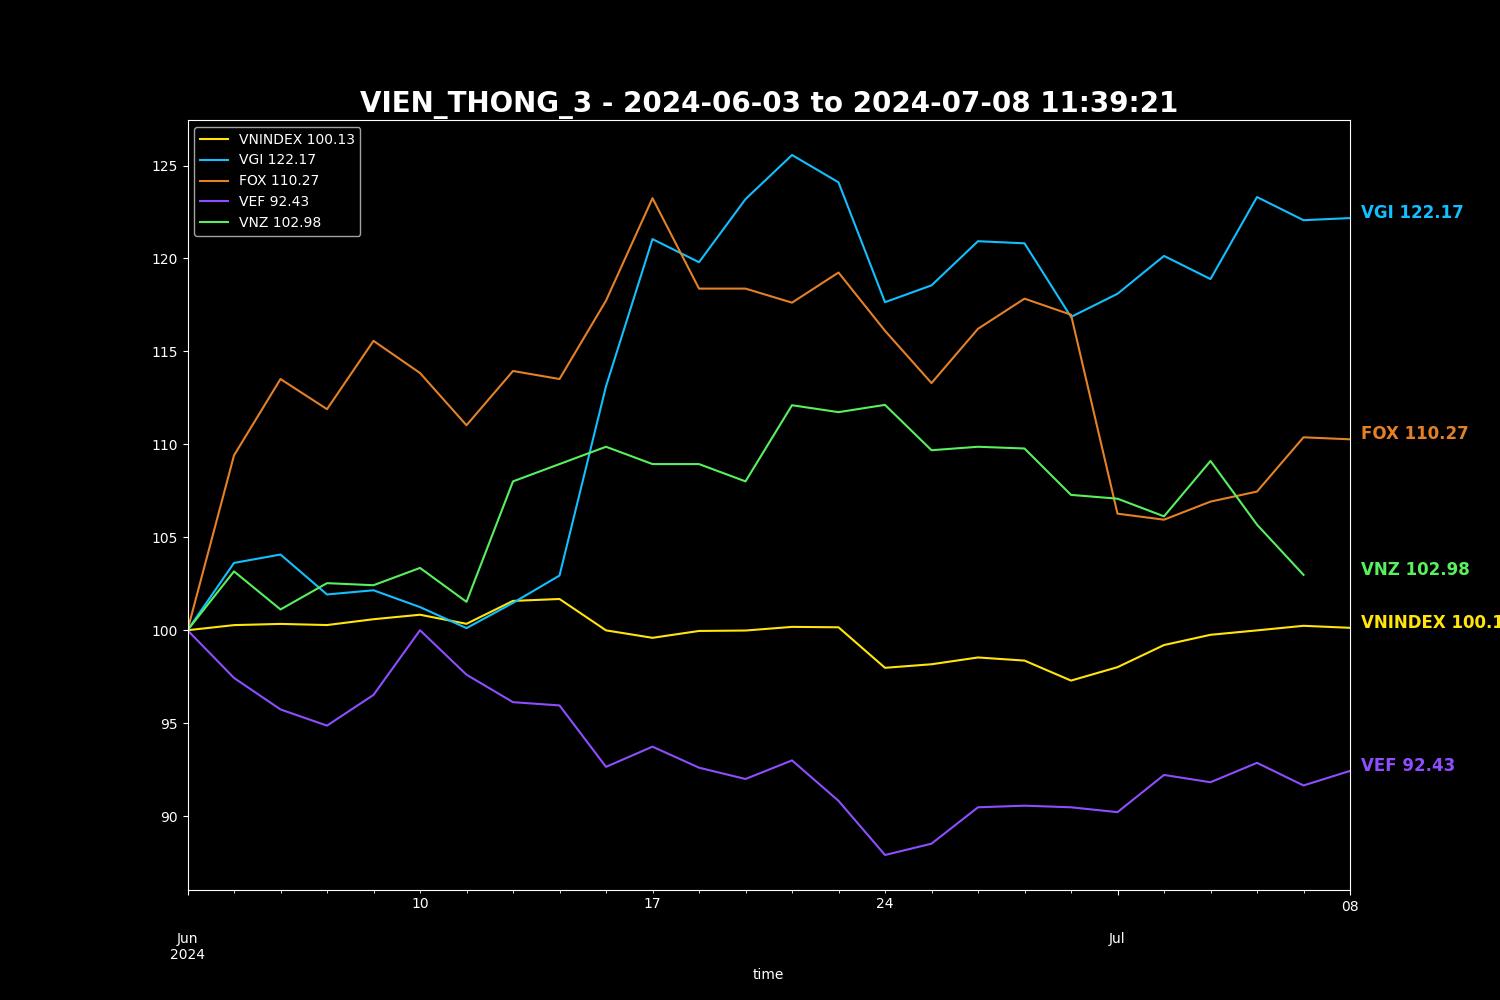 VIEN_THONG_3 - 2024-06-03 to 2024-07-08 11:39:21
VNINDEX 100.13
VGI 122.17
FOX 110.27
VEF 92.43
VNZ 102.98
125
120
115
110
105
100
95
90
VGI 122.17
FOX 110.27
VNZ 102.98
VNINDEX 100.1
VEF 92.43
10
17
24
08
Jun
2024
Jul
time